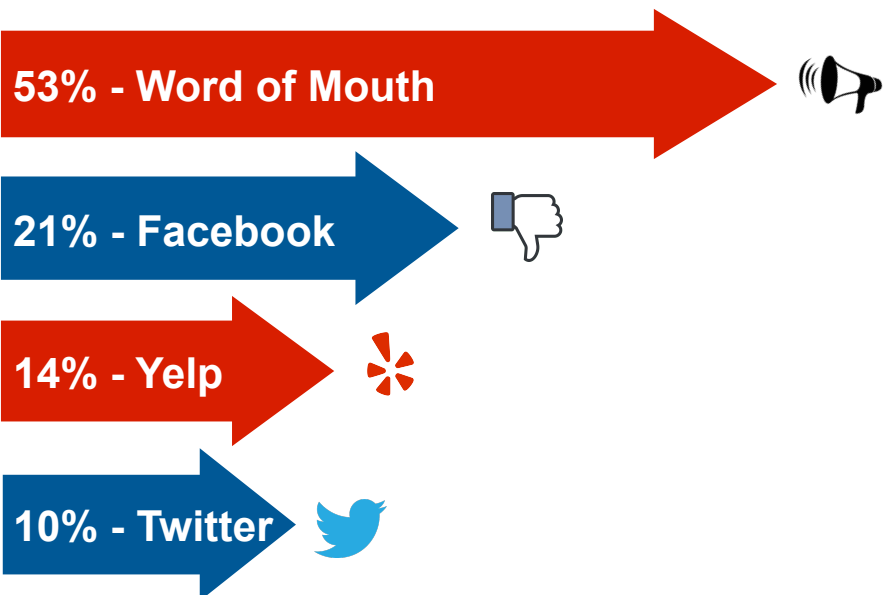 53% - Word of Mouth
21% - Facebook
14% - Yelp
10% - Twitter